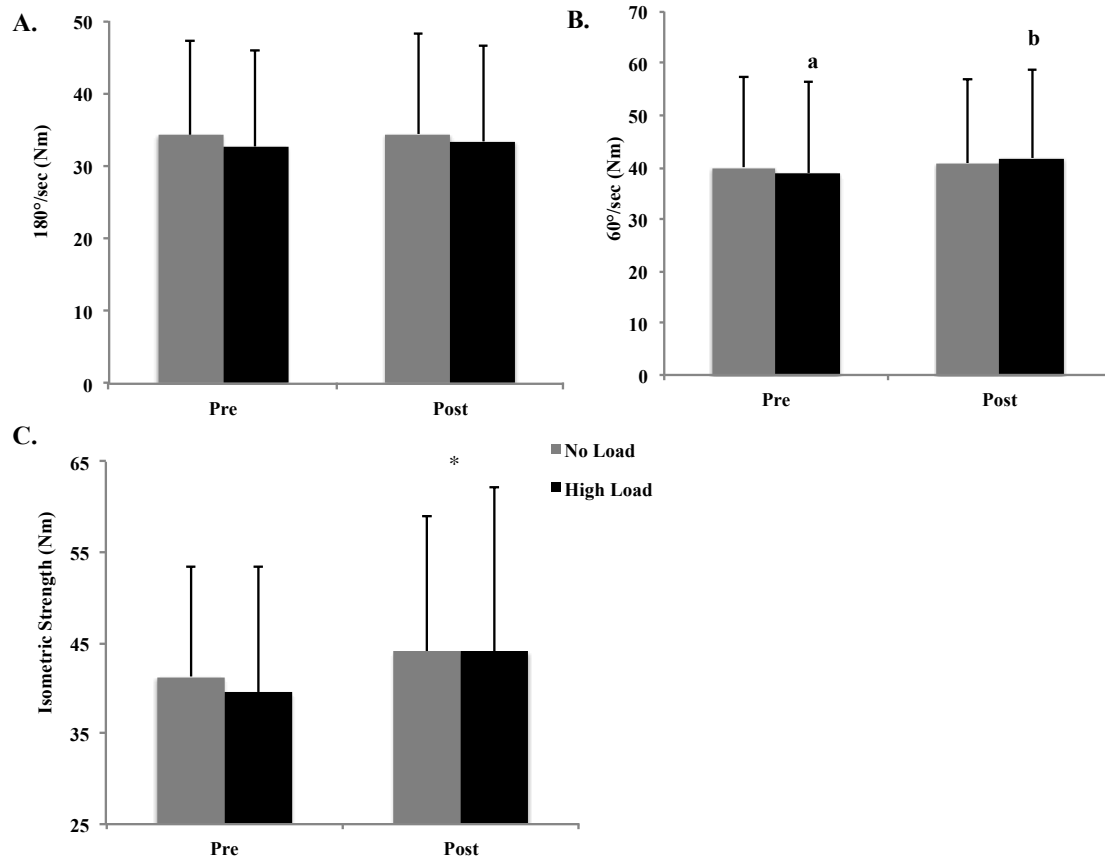 A.
50
40
30
20
10
0
180°/sec (Nm)
Pre
Post
B.
70
60
50
40
30
20
10
0
60°/sec (Nm)
a
b
Pre
Post
C.
65
55
45
35
25
Isometric Strength (Nm)
*
No Load
High Load
Pre
Post